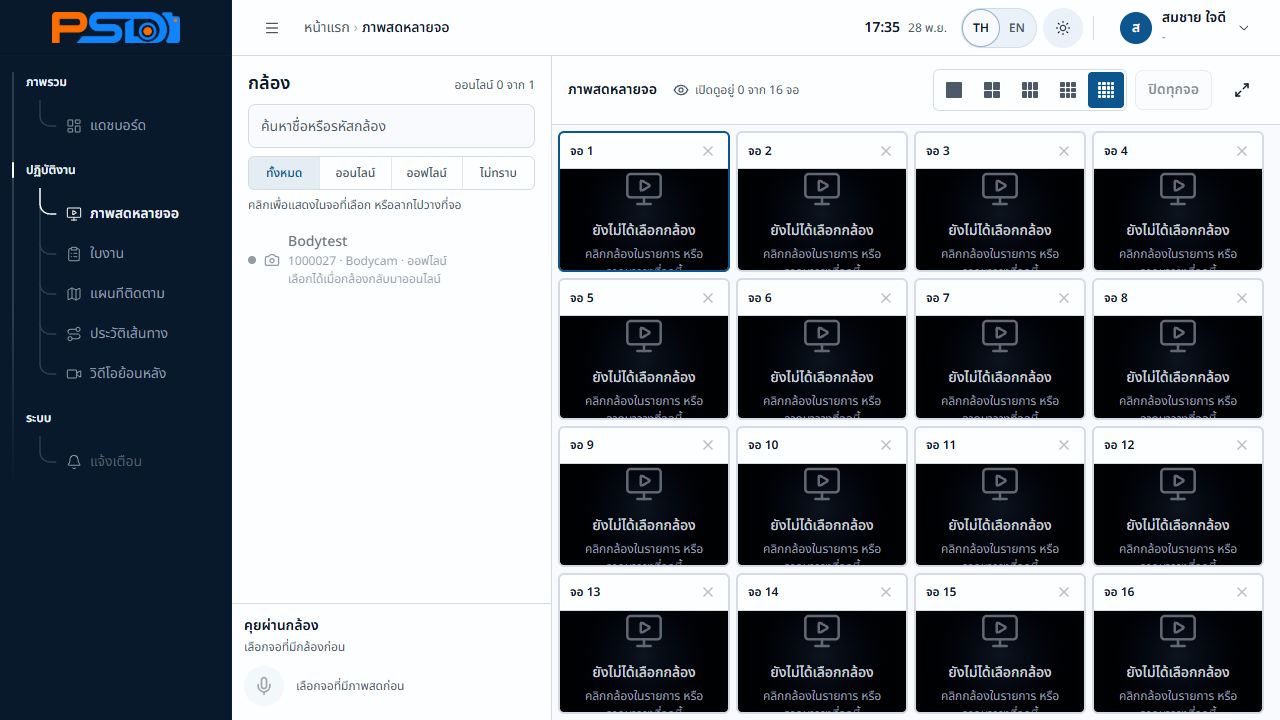 PSDI
ภาพรวม
แดชบอร์ด
ปฏิบัติงาน
ภาพสดหลายจอ
ใบงาน
แผนที่ติดตาม
ประวัติเส้นทาง
วิดีโอย้อนหลัง
ระบบ
แจ้งเตือน
หน้าแรก › ภาพสดหลายจอ
17:35 28 พ.ย.
TH EN
ส
สมชาย ใจดี
-
กล้อง
ออนไลน์ 0 จาก 1
ค้นหาชื่อหรือรหัสกล้อง
ทั้งหมด ออนไลน์ ออฟไลน์ ไม่ทราบ
คลิกเพื่อแสดงในจอที่เลือก หรือลากไปวางที่จอ
Bodytest
1000027 · Bodycam · ออฟไลน์
เลือกได้เมื่อกล้องกลับมาออนไลน์
คุยผ่านกล้อง
เลือกจอที่มีกล้องก่อน
เลือกจอที่มีภาพสดก่อน
ภาพสดหลายจอ
เปิดดูอยู่ 0 จาก 16 จอ
ปิดทุกจอ
จอ 1
ยังไม่ได้เลือกกล้อง
คลิกกล้องในรายการ หรือ
จอ 2
ยังไม่ได้เลือกกล้อง
คลิกกล้องในรายการ หรือ
จอ 3
ยังไม่ได้เลือกกล้อง
คลิกกล้องในรายการ หรือ
จอ 4
ยังไม่ได้เลือกกล้อง
คลิกกล้องในรายการ หรือ
จอ 5
ยังไม่ได้เลือกกล้อง
คลิกกล้องในรายการ หรือ
จอ 6
ยังไม่ได้เลือกกล้อง
คลิกกล้องในรายการ หรือ
จอ 7
ยังไม่ได้เลือกกล้อง
คลิกกล้องในรายการ หรือ
จอ 8
ยังไม่ได้เลือกกล้อง
คลิกกล้องในรายการ หรือ
จอ 9
ยังไม่ได้เลือกกล้อง
คลิกกล้องในรายการ หรือ
จอ 10
ยังไม่ได้เลือกกล้อง
คลิกกล้องในรายการ หรือ
จอ 11
ยังไม่ได้เลือกกล้อง
คลิกกล้องในรายการ หรือ
จอ 12
ยังไม่ได้เลือกกล้อง
คลิกกล้องในรายการ หรือ
จอ 13
ยังไม่ได้เลือกกล้อง
คลิกกล้องในรายการ หรือ
จอ 14
ยังไม่ได้เลือกกล้อง
คลิกกล้องในรายการ หรือ
จอ 15
ยังไม่ได้เลือกกล้อง
คลิกกล้องในรายการ หรือ
จอ 16
ยังไม่ได้เลือกกล้อง
คลิกกล้องในรายการ หรือ